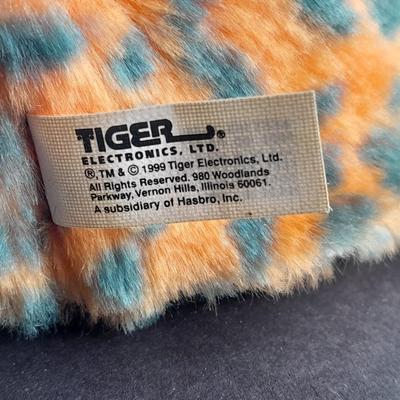 TIGER®
ELECTRONICS, LTD.
®, TM & © 1999 Tiger Electronics, Ltd.
All Rights Reserved. 980 Woodlands
Parkway, Vernon Hills, Illinois 60061.
A subsidiary of Hasbro, Inc.